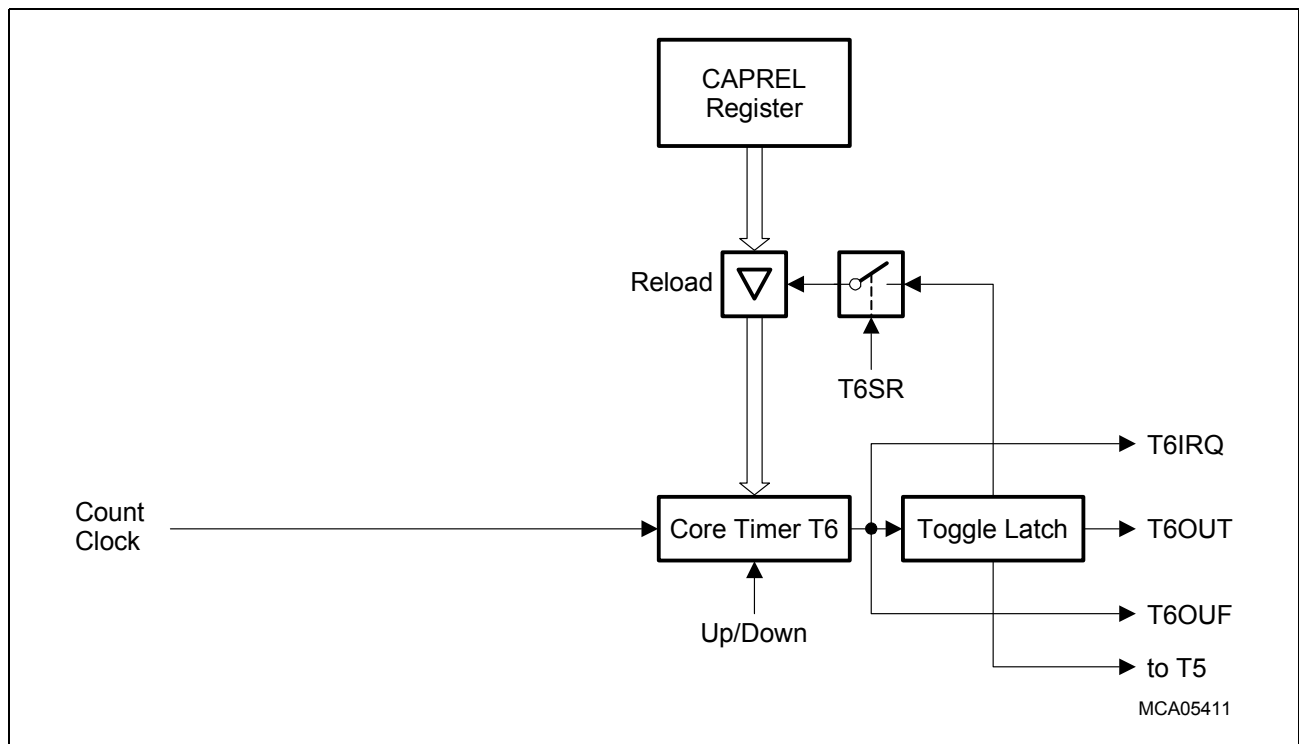 CAPREL
Register
Reload
T6SR
T6IRQ
Count
Clock
Core Timer T6
Toggle Latch
T6OUT
Up/Down
T6OUF
to T5
MCA05411